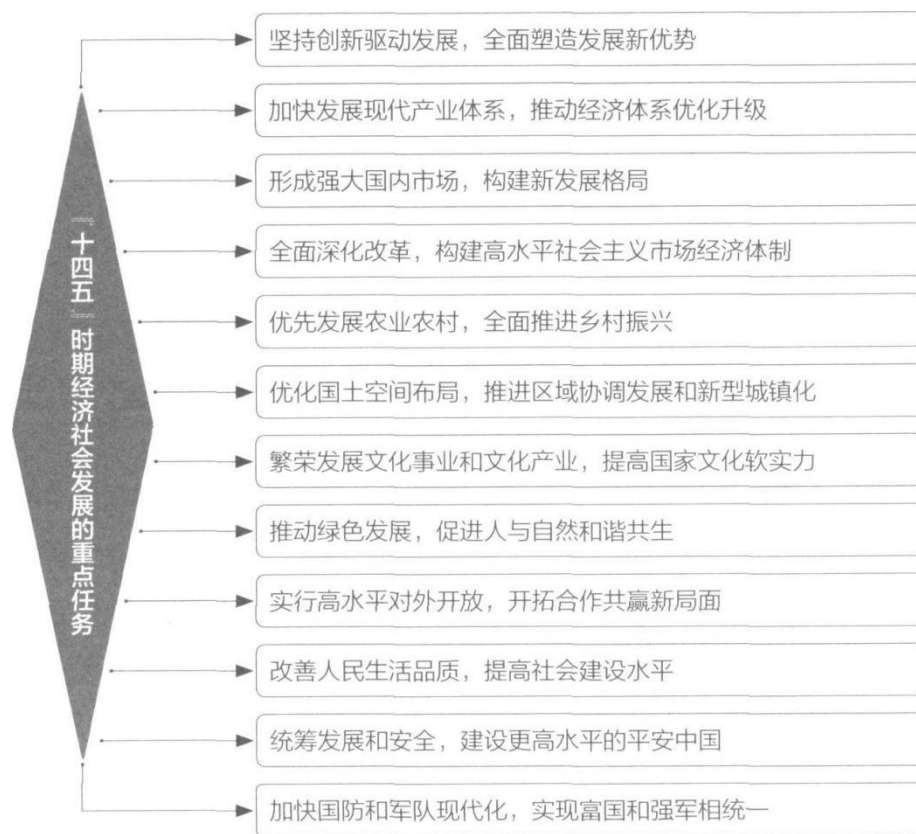 『十四五』时期经济社会发展的重点任务
坚持创新驱动发展，全面塑造发展新优势
加快发展现代产业体系，推动经济体系优化升级
形成强大国内市场，构建新发展格局
全面深化改革，构建高水平社会主义市场经济体制
优先发展农业农村，全面推进乡村振兴
优化国土空间布局，推进区域协调发展和新型城镇化
繁荣发展文化事业和文化产业，提高国家文化软实力
推动绿色发展，促进人与自然和谐共生
实行高水平对外开放，开拓合作共赢新局面
改善人民生活品质，提高社会建设水平
统筹发展和安全，建设更高水平的平安中国
加快国防和军队现代化，实现富国和强军相统一